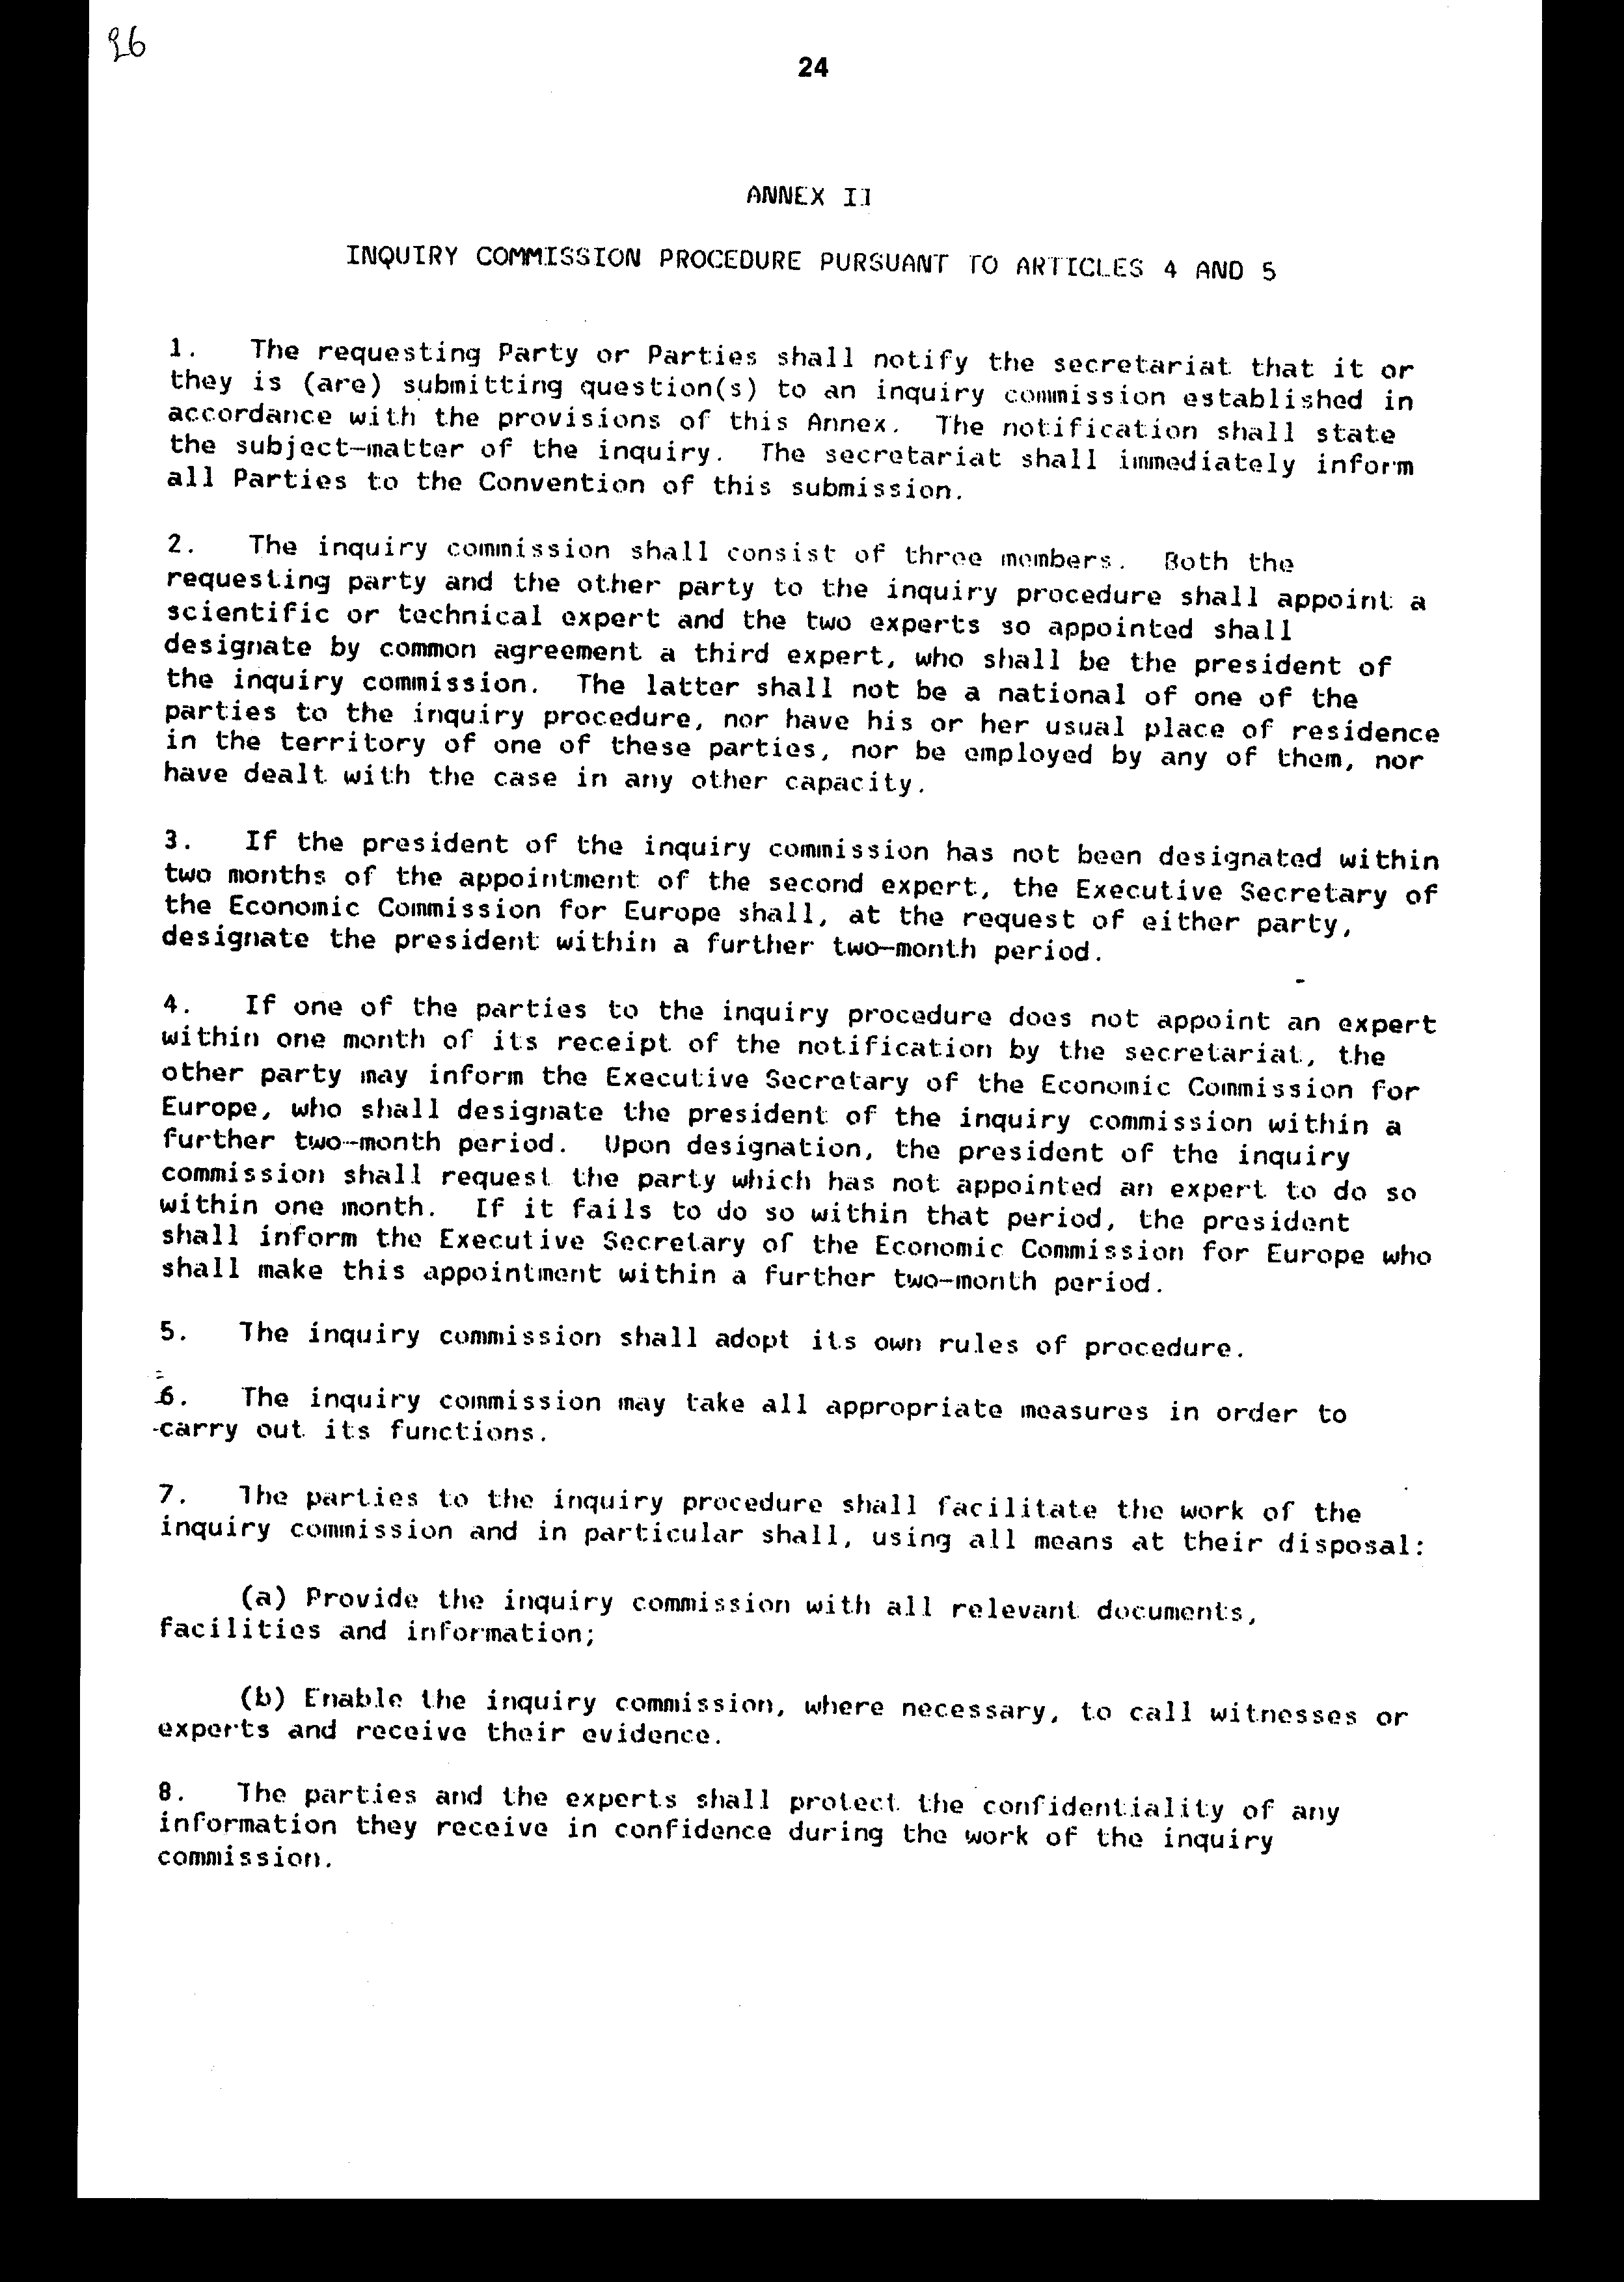 26
24
ANNEX II
INQUIRY COMMISSION PROCEDURE PURSUANT TO ARTICLES 4 AND 5
1. The requesting Party or Parties shall notify the secretariat that it or
they is (are) submitting question(s) to an inquiry commission established in
accordance with the provisions of this Annex. The notification shall state
the subject-matter of the inquiry. The secretariat shall immediately inform
all Parties to the Convention of this submission.
2. The inquiry commission shall consist of three members. Both the
requesting party and the other party to the inquiry procedure shall appoint a
scientific or technical expert and the two experts so appointed shall
designate by common agreement a third expert, who shall be the president of
the inquiry commission. The latter shall not be a national of one of the
parties to the inquiry procedure, nor have his or her usual place of residence
in the territory of one of these parties, nor be employed by any of them, nor
have dealt with the case in any other capacity.
3. If the president of the inquiry commission has not been designated within
two months of the appointment of the second expert, the Executive Secretary of
the Economic Commission for Europe shall, at the request of either party,
designate the president within a further two-month period.
4. If one of the parties to the inquiry procedure does not appoint an expert
within one month of its receipt of the notification by the secretariat, the
other party may inform the Executive Secretary of the Economic Commission for
Europe, who shall designate the president of the inquiry commission within a
further two-month period. Upon designation, the president of the inquiry
commission shall request the party which has not appointed an expert to do so
within one month. If it fails to do so within that period, the president
shall inform the Executive Secretary of the Economic Commission for Europe who
shall make this appointment within a further two-month period.
5. The inquiry commission shall adopt its own rules of procedure.
6. The inquiry commission may take all appropriate measures in order to
carry out its functions.
7. The parties to the inquiry procedure shall facilitate the work of the
inquiry commission and in particular shall, using all means at their disposal:
(a) Provide the inquiry commission with all relevant documents,
facilities and information;
(b) Enable the inquiry commission, where necessary, to call witnesses or
experts and receive their evidence.
8. The parties and the experts shall protect the confidentiality of any
information they receive in confidence during the work of the inquiry
commission.